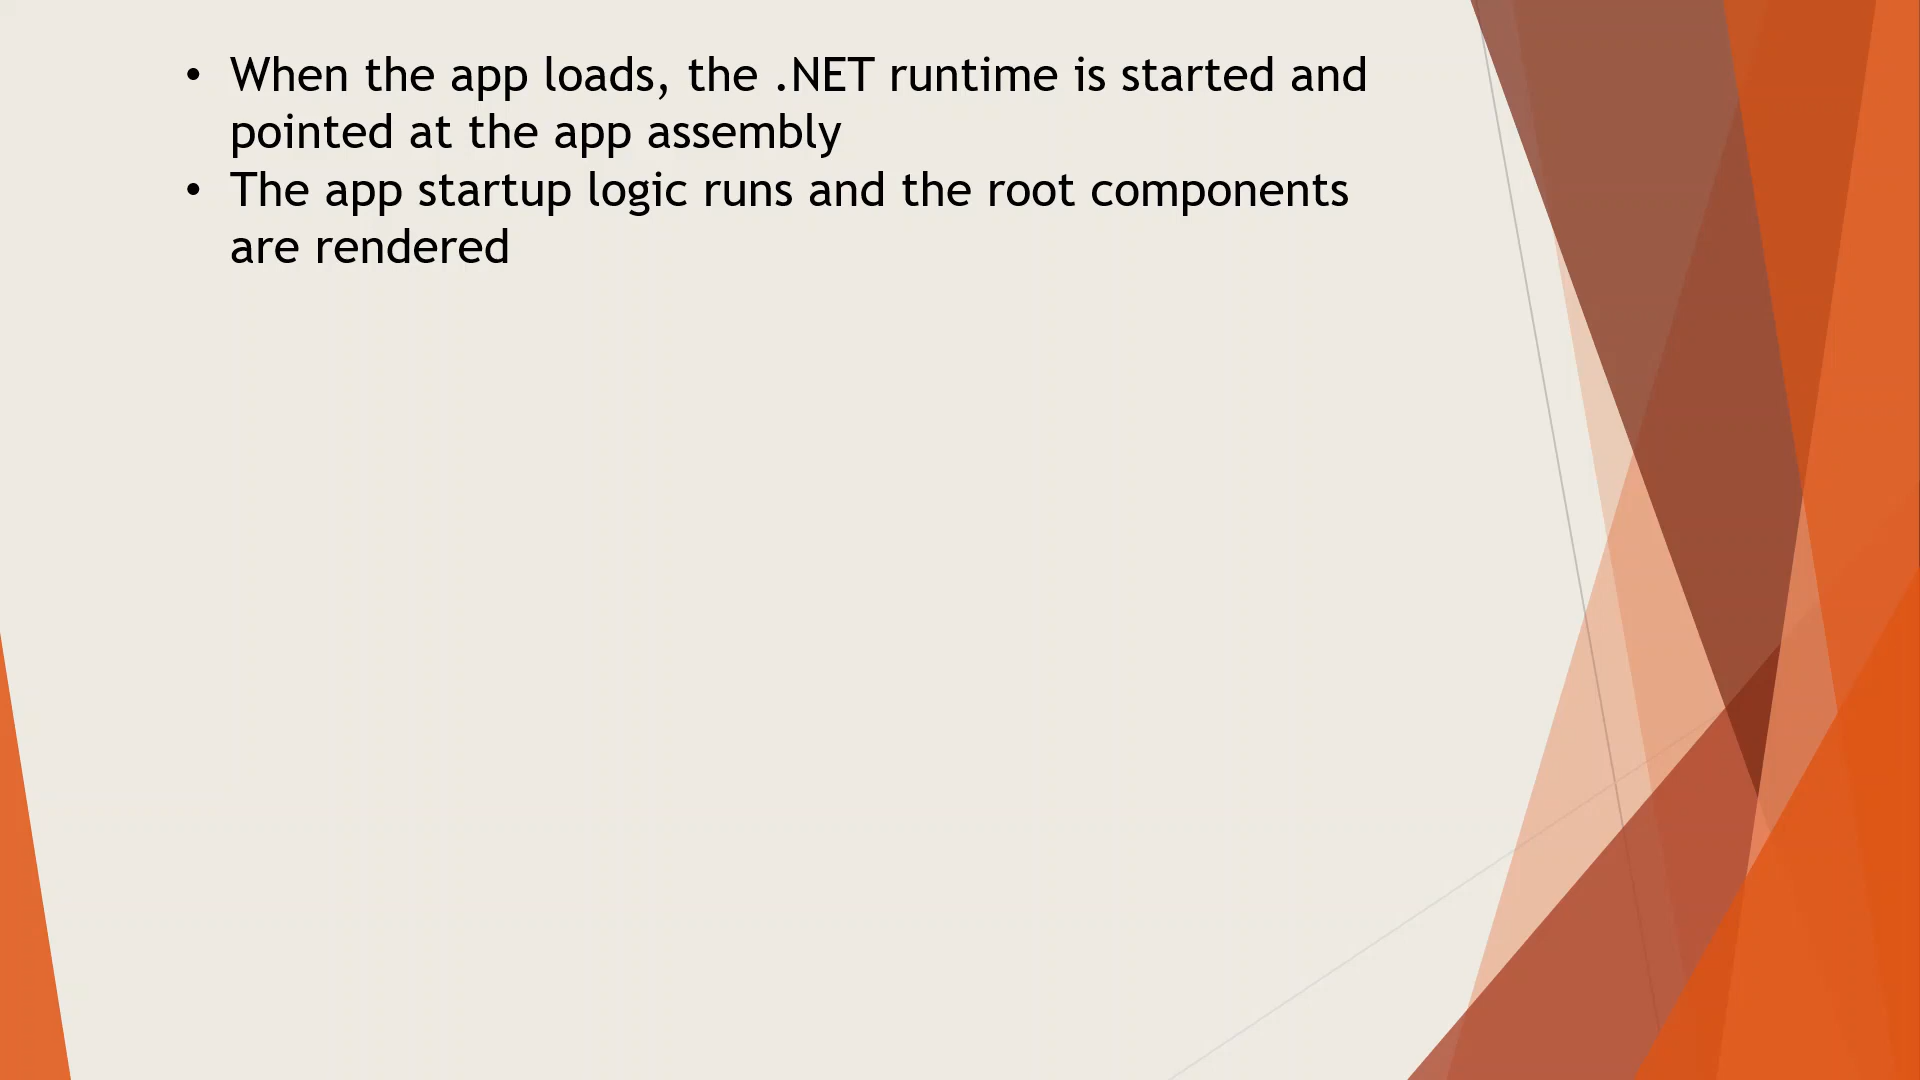 • When the app loads, the .NET runtime is started and
pointed at the app assembly
• The app startup logic runs and the root components
are rendered